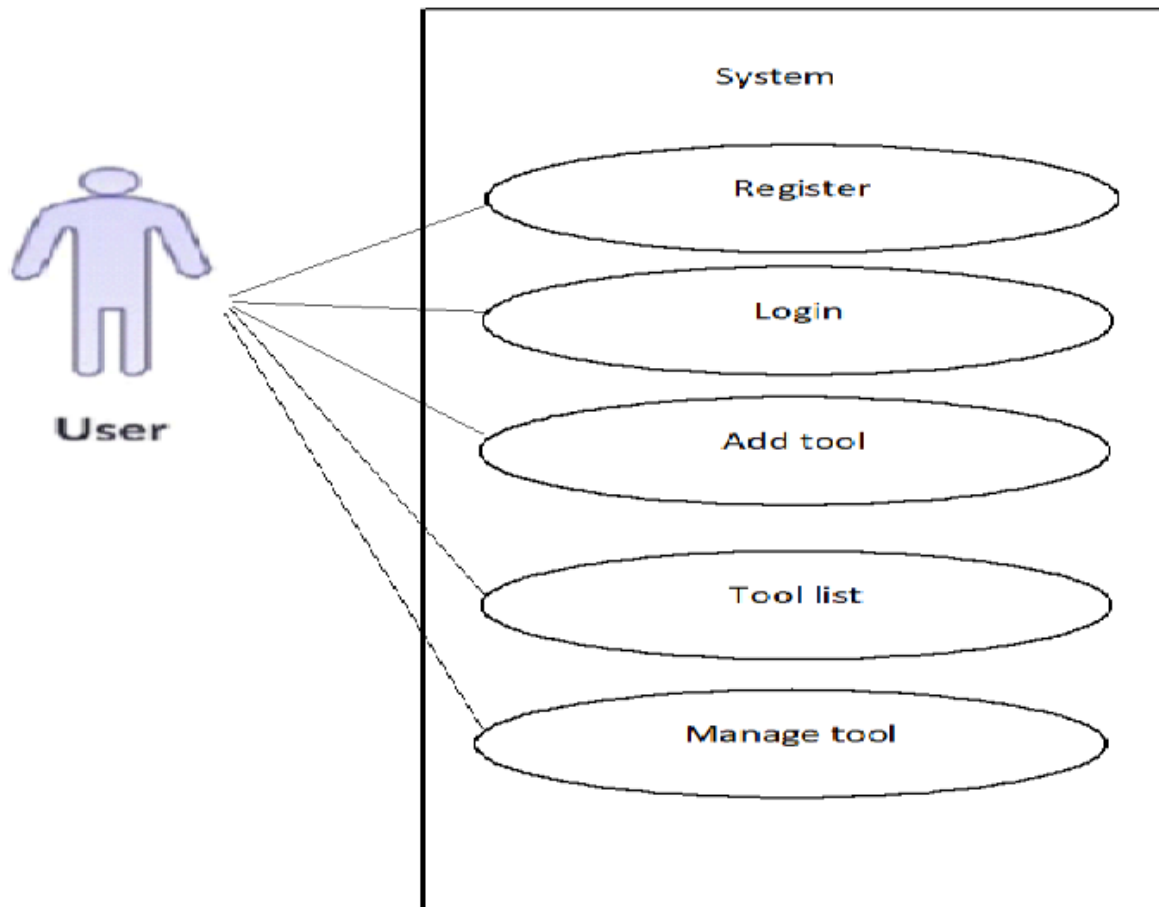 System
Register
Login
User
Add tool
Tool list
Manage tool